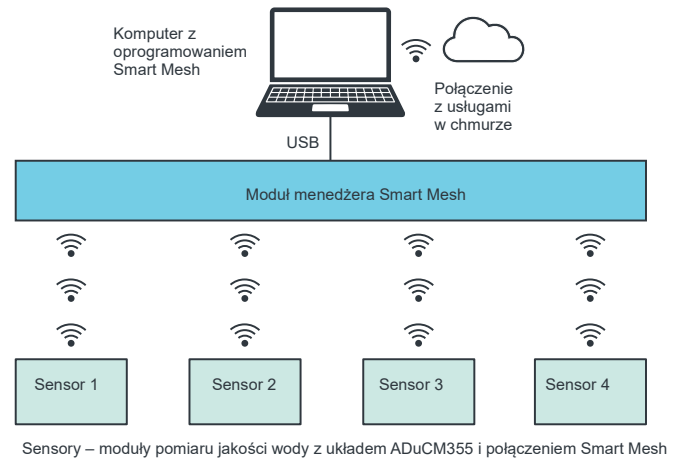 Komputer z
oprogramowaniem
Smart Mesh
Połączenie
z usługami
w chmurze
USB
Moduł menedżera Smart Mesh
Sensor 1
Sensor 2
Sensor 3
Sensor 4
Sensory – moduły pomiaru jakości wody z układem ADuCM355 i połączeniem Smart Mesh